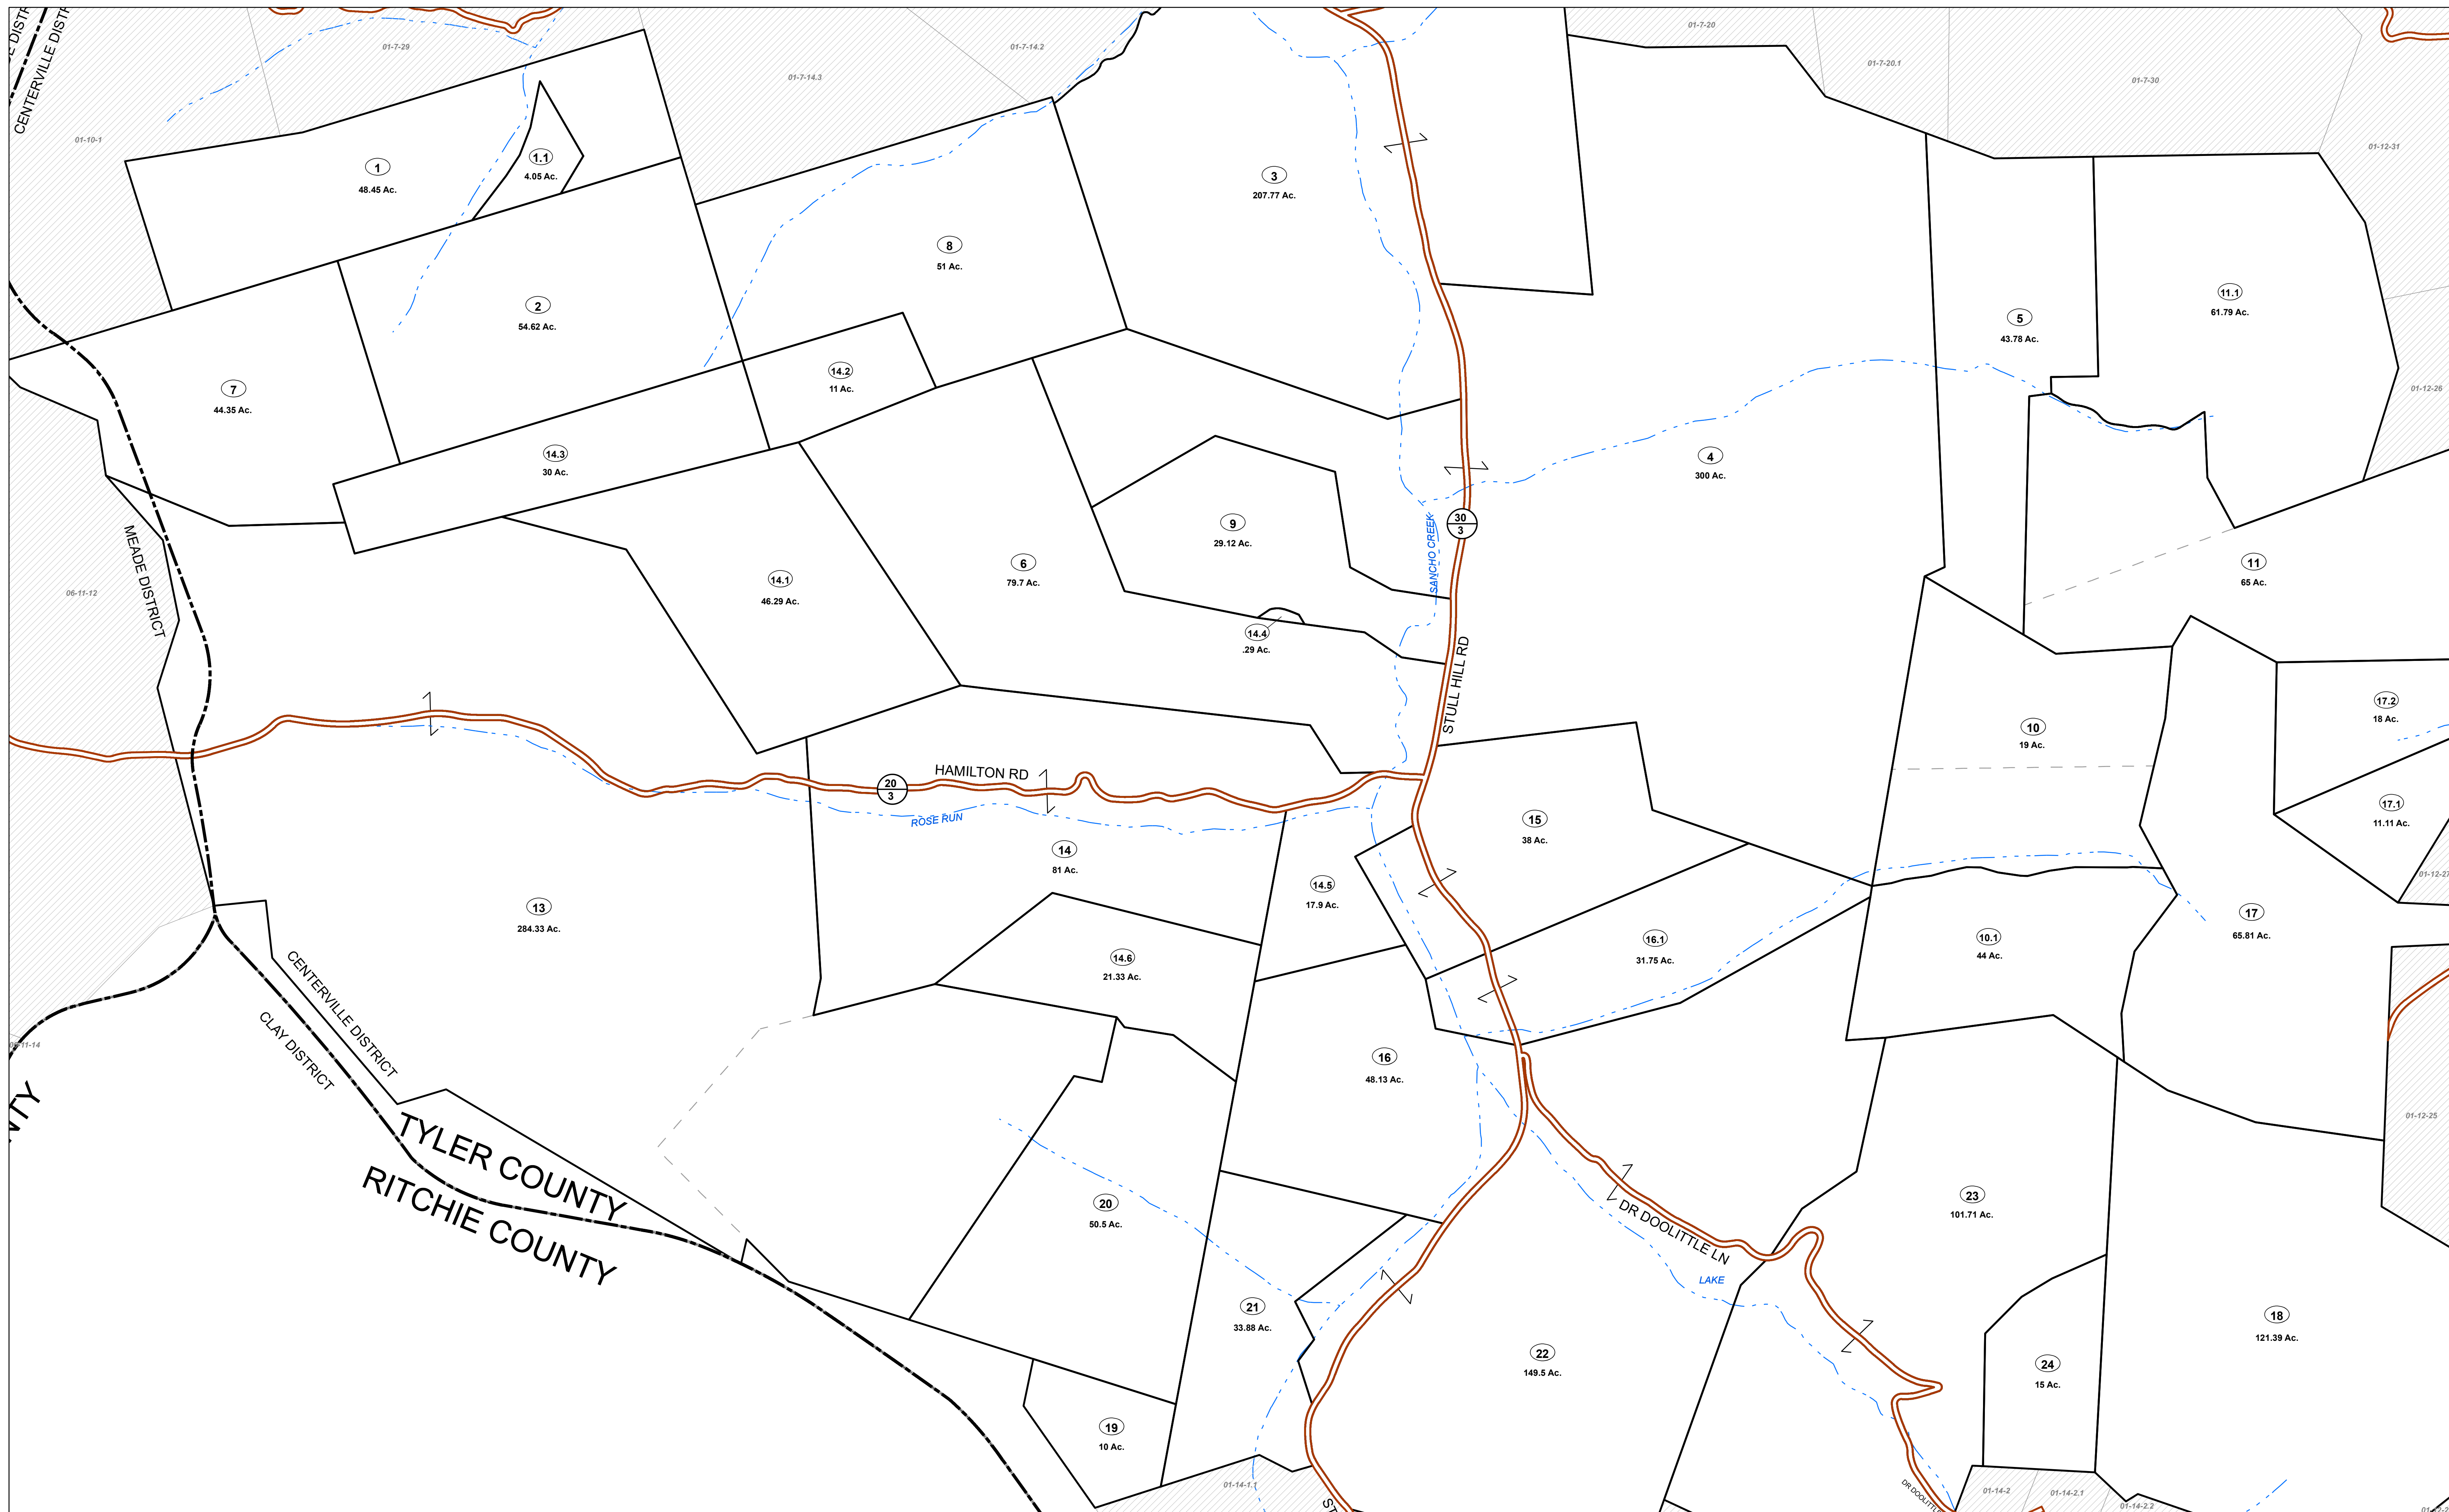 CENTERVILLE DISTR
01-7-29
01-7-14.3
01-7-14.2
01-7-20
01-7-20.1
01-7-30
01-12-31
01-10-1
1
48.45 Ac.
1.1
4.05 Ac.
3
207.77 Ac.
8
51 Ac.
2
54.62 Ac.
11.1
61.79 Ac.
5
43.78 Ac.
7
44.35 Ac.
14.2
11 Ac.
01-12-26
14.3
30 Ac.
4
300 Ac.
9
29.12 Ac.
30
3
SANCHO CREEK
6
79.7 Ac.
11
65 Ac.
14.1
46.29 Ac.
06-11-12
MEADE DISTRICT
14.4
.29 Ac.
STULL HILL RD
17.2
18 Ac.
10
19 Ac.
HAMILTON RD
20
3
ROSE RUN
15
38 Ac.
17.1
11.11 Ac.
14
81 Ac.
14.5
17.9 Ac.
01-12-27
13
284.33 Ac.
17
65.81 Ac.
16.1
31.75 Ac.
10.1
44 Ac.
14.6
21.33 Ac.
CENTERVILLE DISTRICT
CLAY DISTRICT
16
48.13 Ac.
01-12-25
TYLER COUNTY
RITCHIE COUNTY
20
50.5 Ac.
23
101.71 Ac.
DR DOOLITTLE LN
LAKE
21
33.88 Ac.
18
121.39 Ac.
22
149.5 Ac.
24
15 Ac.
19
10 Ac.
01-14-1.1
DR DOOLITTLE
01-14-2
01-14-2.1
01-14-2.2